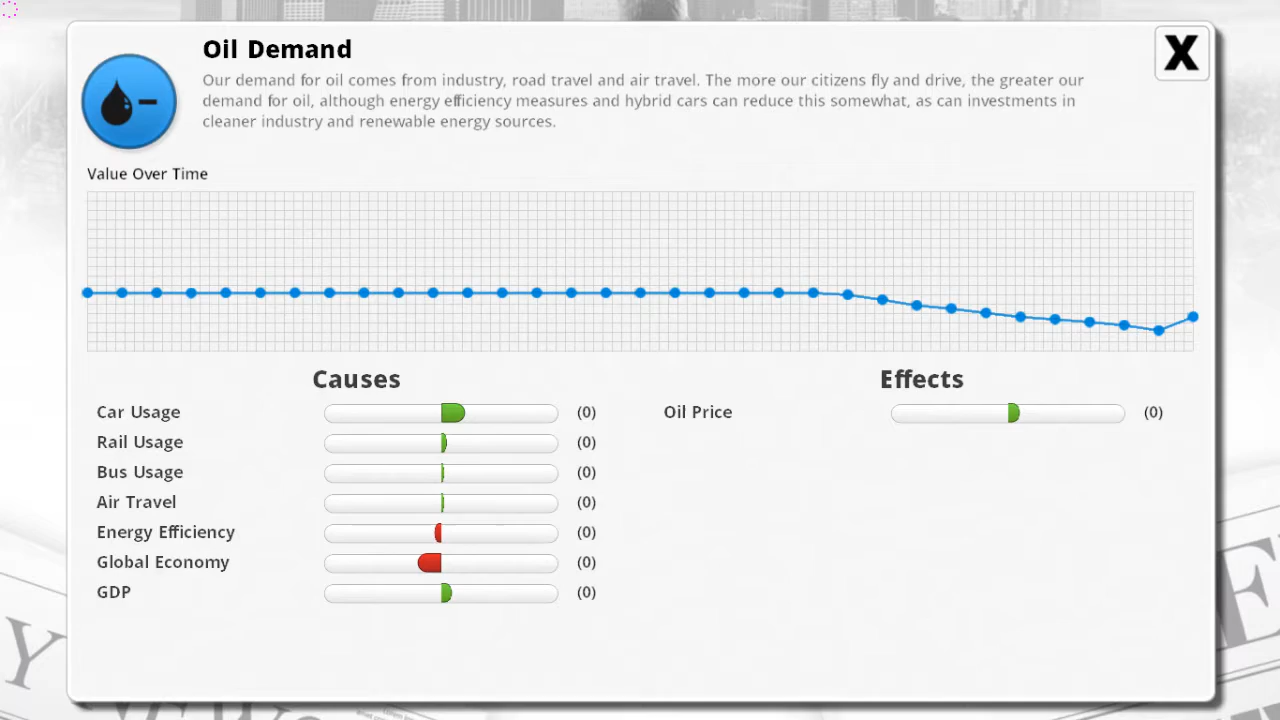 Oil Demand
X
Our demand for oil comes from industry, road travel and air travel. The more our citizens fly and drive, the greater our
demand for oil, although energy efficiency measures and hybrid cars can reduce this somewhat, as can investments in
cleaner industry and renewable energy sources.
Value Over Time
Causes
Effects
Car Usage (0)
Oil Price (0)
Rail Usage (0)
Bus Usage (0)
Air Travel (0)
Energy Efficiency (0)
Global Economy (0)
GDP (0)